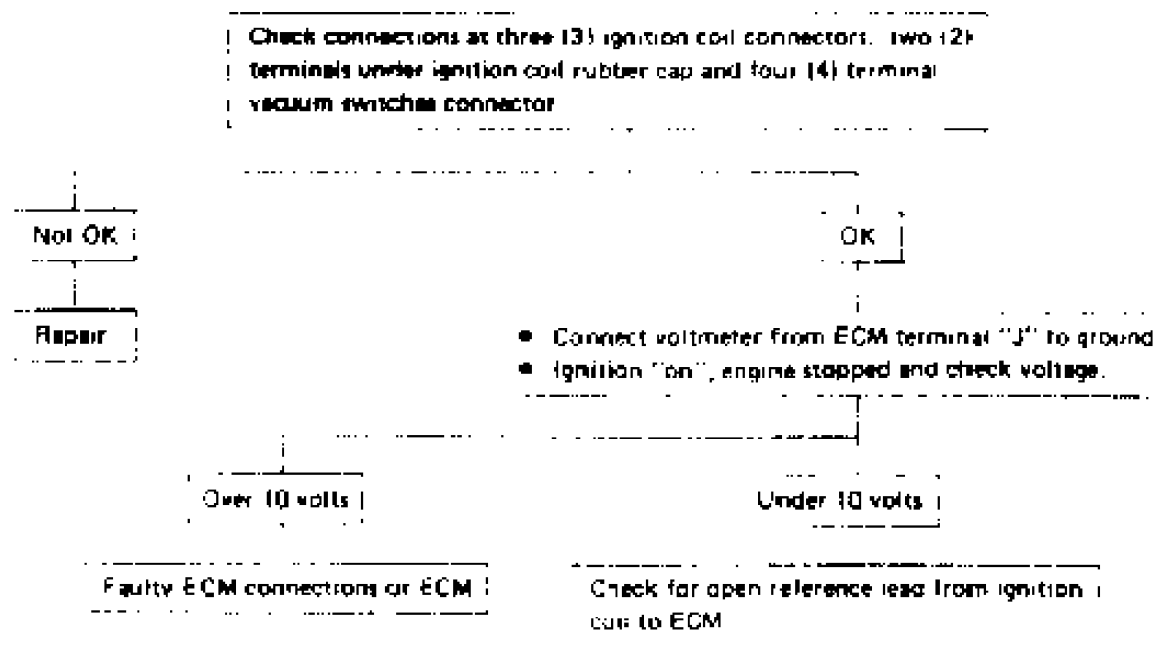 Check connections at three (3) ignition coil connectors. Two (2)
terminals under ignition coil rubber cap and four (4) terminal
vacuum switches connector
Not OK
OK
Repair
● Connect voltmeter from ECM terminal "J" to ground
● Ignition "on", engine stopped and check voltage.
Over 10 volts
Under 10 volts
Faulty ECM connections or ECM
Check for open reference lead from ignition
coil to ECM